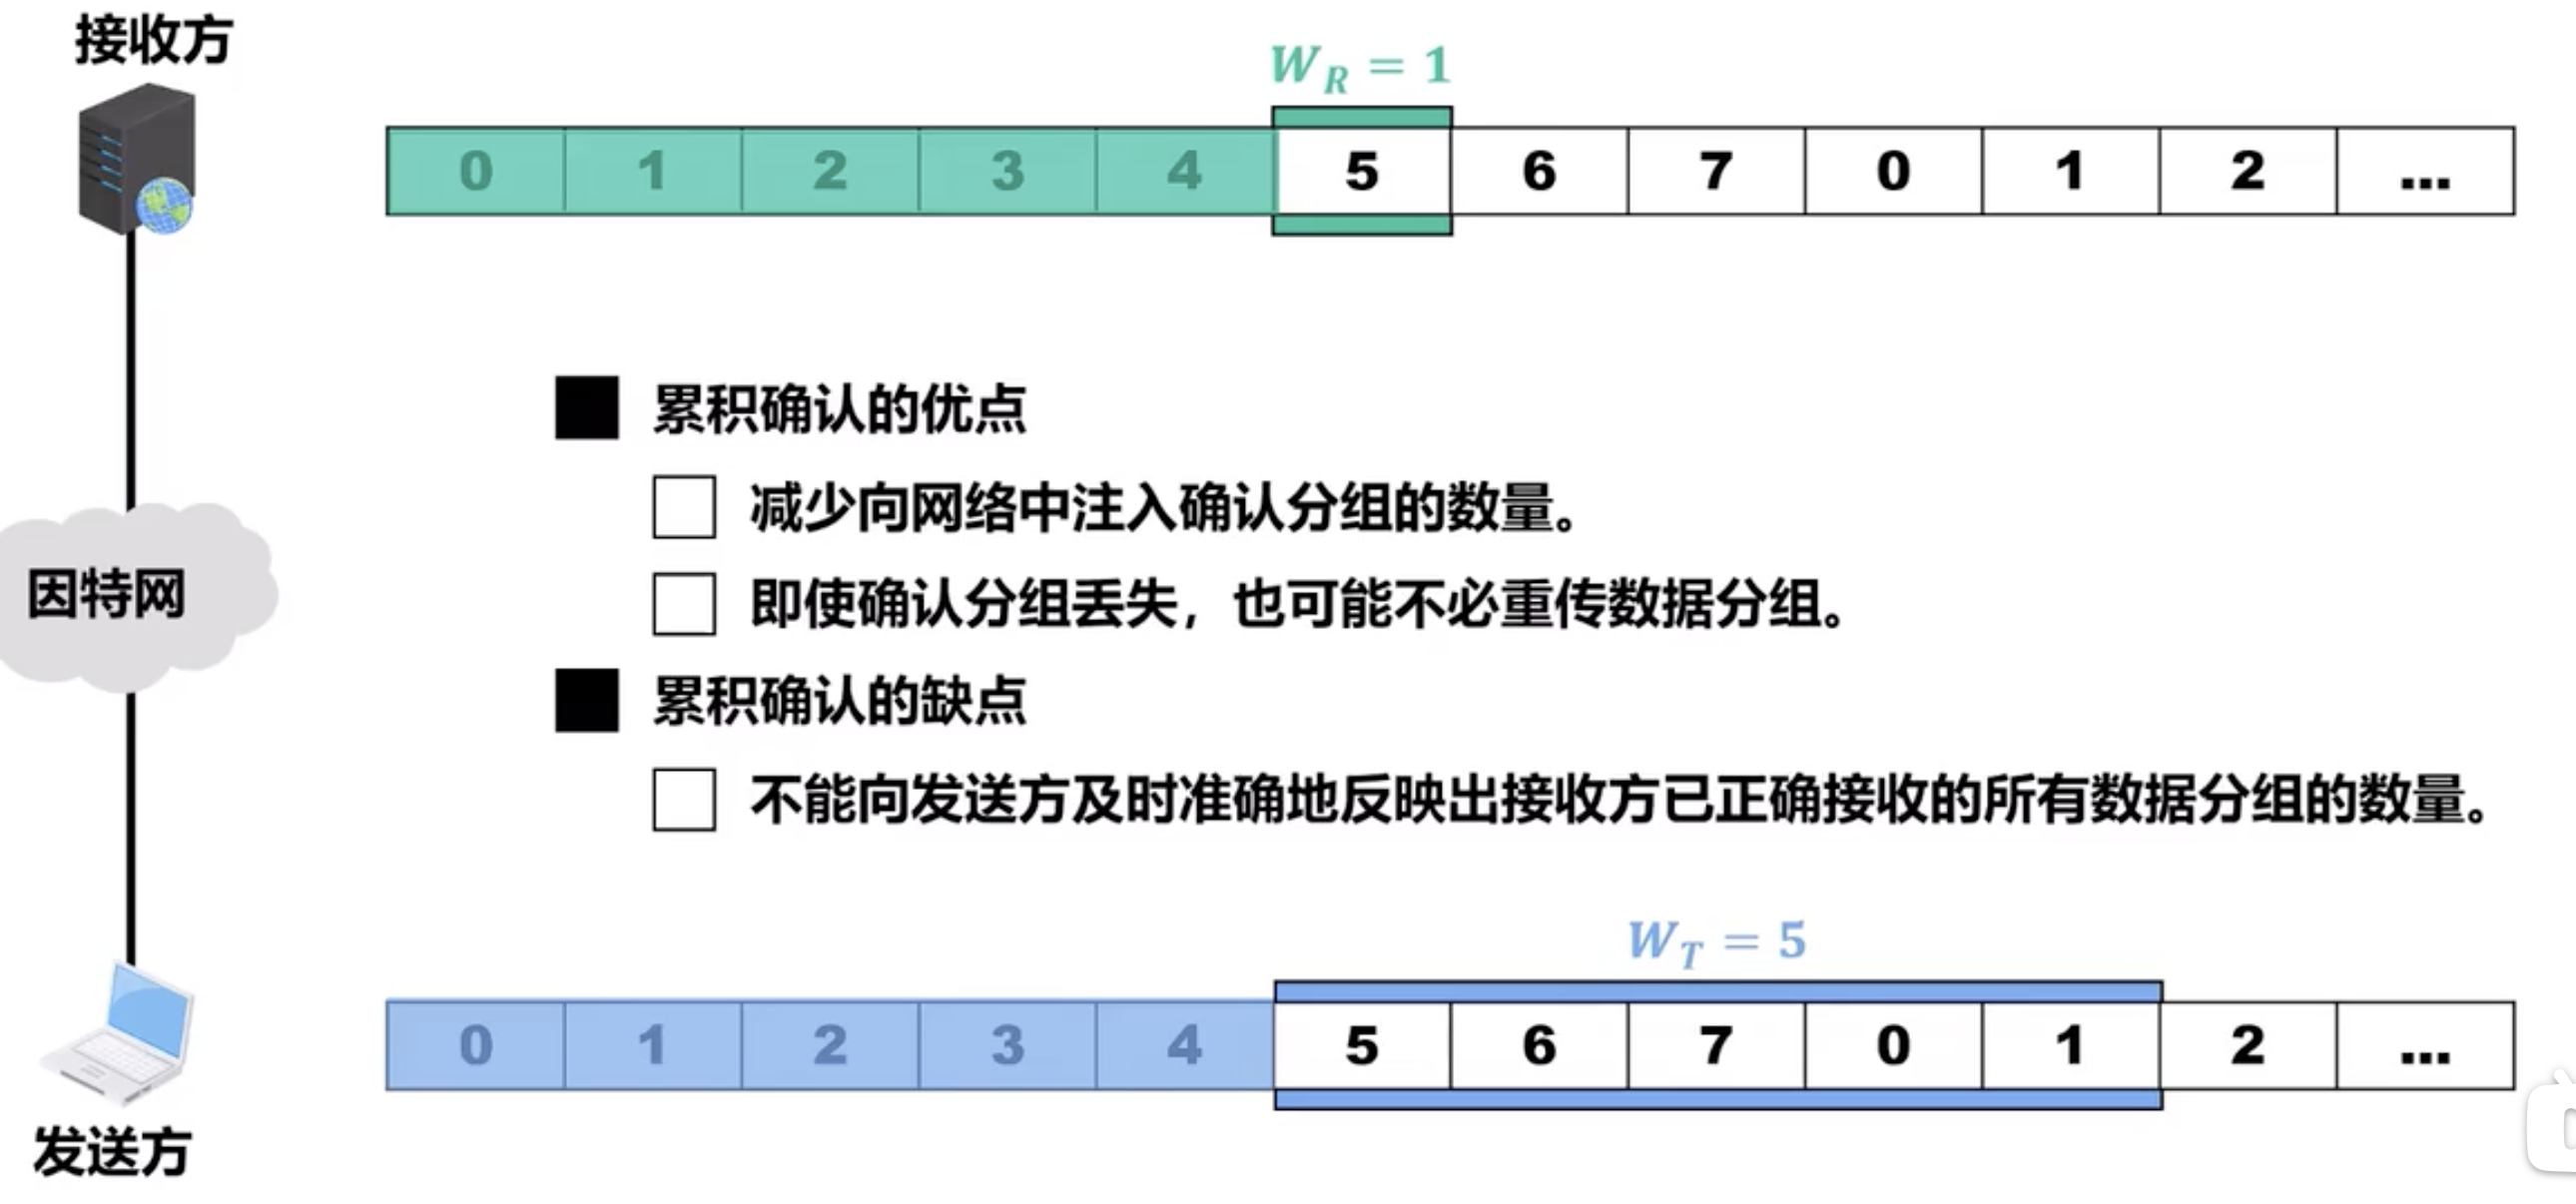 接收方
W_R = 1
0 1 2 3 4 5 6 7 0 1 2 ...
累积确认的优点
减少向网络中注入确认分组的数量。
即使确认分组丢失，也可能不必重传数据分组。
因特网
累积确认的缺点
不能向发送方及时准确地反映出接收方已正确接收的所有数据分组的数量。
W_T = 5
0 1 2 3 4 5 6 7 0 1 2 ...
发送方